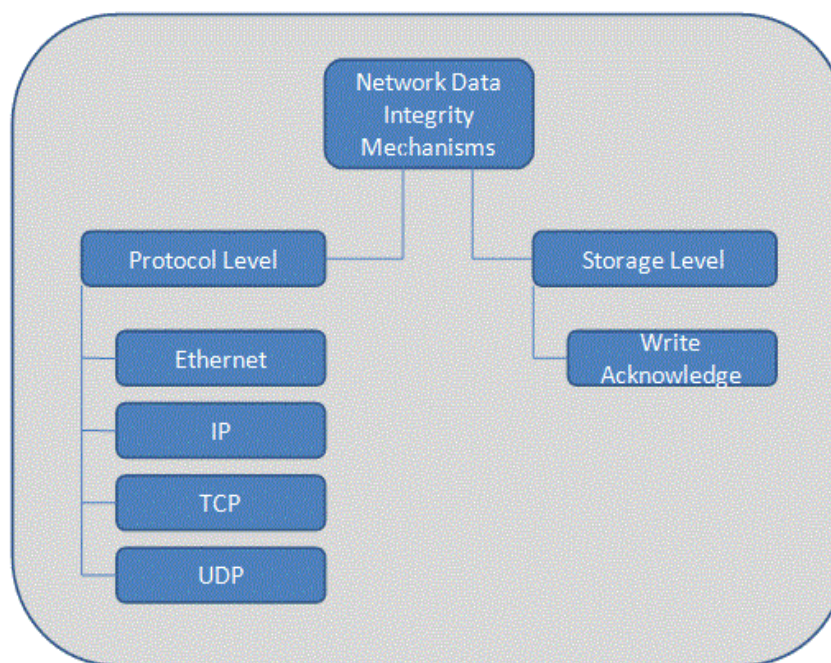 Network Data
Integrity
Mechanisms
Protocol Level
Storage Level
Ethernet
Write
Acknowledge
IP
TCP
UDP